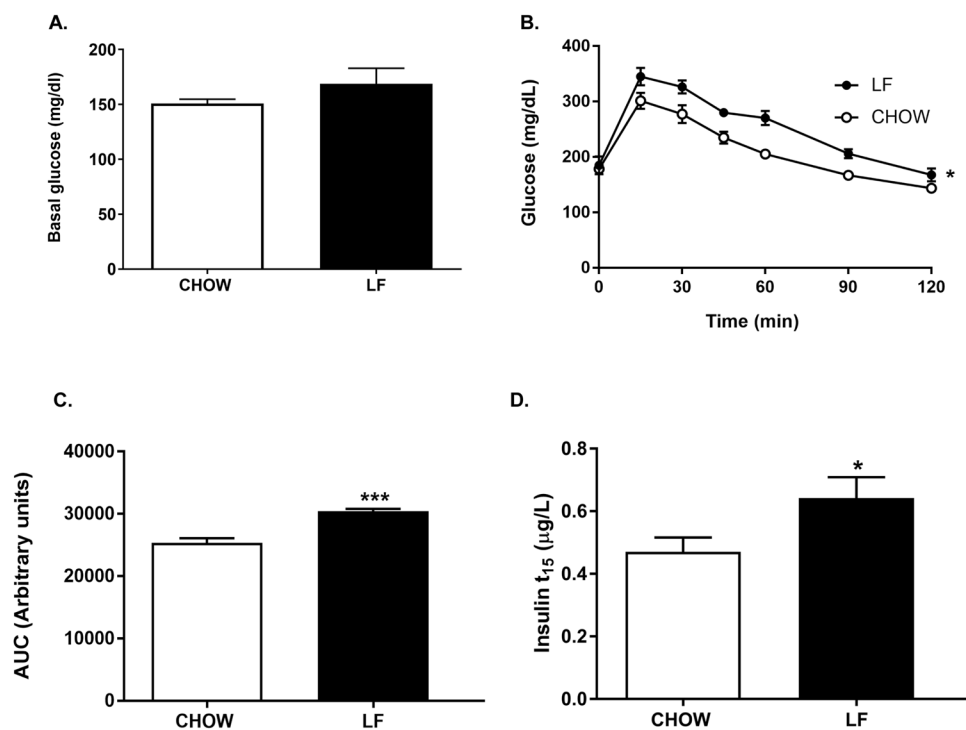 A.
Basal glucose (mg/dl)
200
150
100
50
0
CHOW
LF
B.
Glucose (mg/dL)
400
300
200
100
0
0
30
60
90
120
Time (min)
LF
CHOW
*
C.
AUC (Arbitrary units)
40000
30000
20000
10000
0
***
CHOW
LF
D.
Insulin t15 (µg/L)
0.8
0.6
0.4
0.2
0.0
*
CHOW
LF